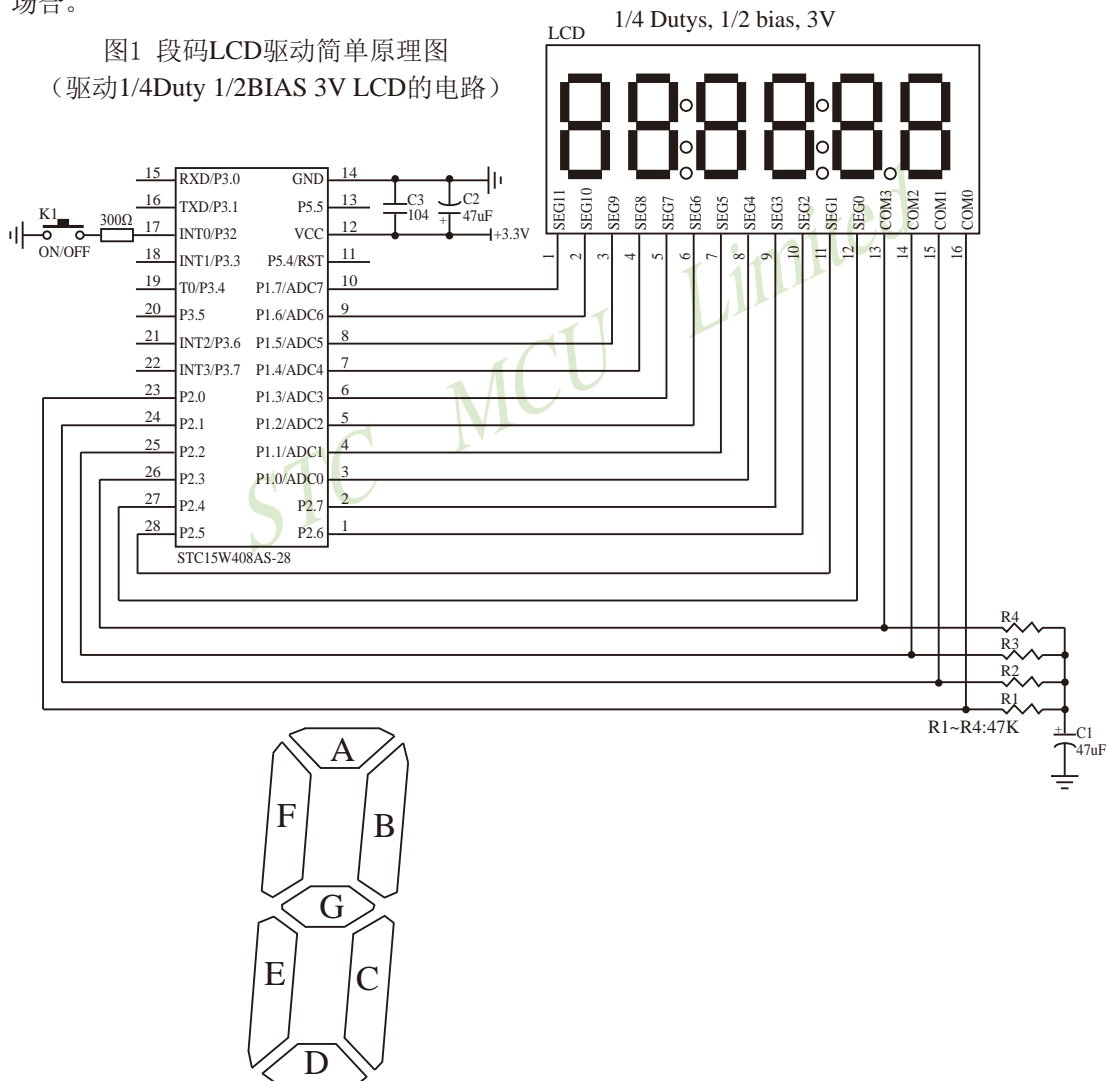 场合。
图1 段码LCD驱动简单原理图
（驱动1/4Duty 1/2BIAS 3V LCD的电路）
1/4 Dutys, 1/2 bias, 3V
LCD
SEG11
SEG10
SEG9
SEG8
SEG7
SEG6
SEG5
SEG4
SEG3
SEG2
SEG1
SEG0
COM3
COM2
COM1
COM0
1
2
3
4
5
6
7
8
9
10
11
12
13
14
15
16
15 RXD/P3.0 GND 14
16 TXD/P3.1 P5.5 13
17 INT0/P32 VCC 12
18 INT1/P3.3 P5.4/RST 11
19 T0/P3.4 P1.7/ADC7 10
20 P3.5 P1.6/ADC6 9
21 INT2/P3.6 P1.5/ADC5 8
22 INT3/P3.7 P1.4/ADC4 7
23 P2.0 P1.3/ADC3 6
24 P2.1 P1.2/ADC2 5
25 P2.2 P1.1/ADC1 4
26 P2.3 P1.0/ADC0 3
27 P2.4 P2.7 2
28 P2.5 P2.6 1
STC15W408AS-28
K1
300Ω
ON/OFF
C3
104
C2
+
47uF
+3.3V
STC MCU Limited
R4
R3
R2
R1
R1~R4:47K
+
C1
47uF
A
F
B
G
E
C
D